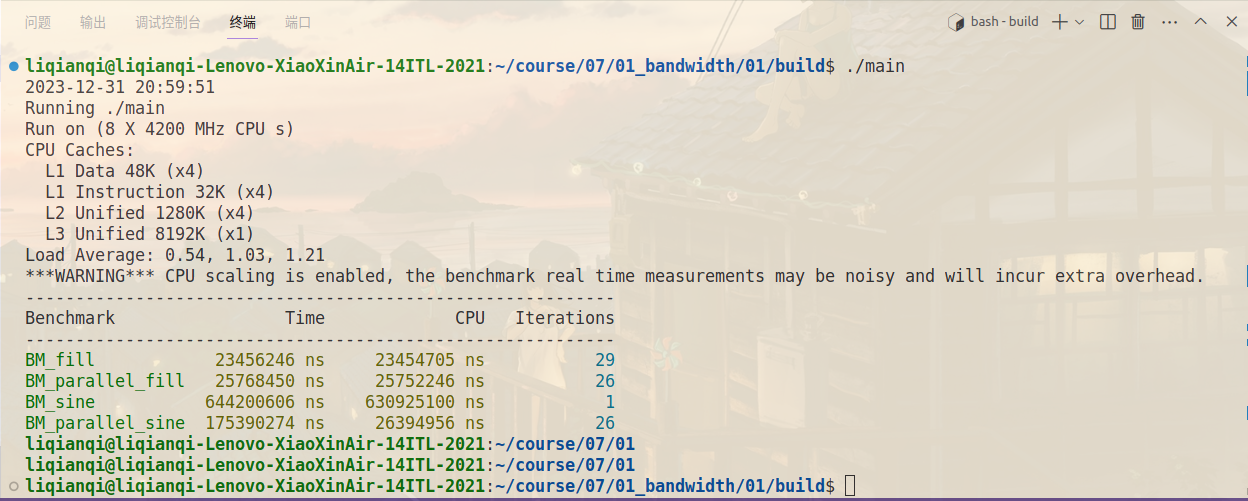 问题 输出 调试控制台 终端 端口 bash - build
liqianqi@liqianqi-Lenovo-XiaoXinAir-14ITL-2021:~/course/07/01_bandwidth/01/build$ ./main
2023-12-31 20:59:51
Running ./main
Run on (8 X 4200 MHz CPU s)
CPU Caches:
  L1 Data 48K (x4)
  L1 Instruction 32K (x4)
  L2 Unified 1280K (x4)
  L3 Unified 8192K (x1)
Load Average: 0.54, 1.03, 1.21
***WARNING*** CPU scaling is enabled, the benchmark real time measurements may be noisy and will incur extra overhead.
-----------------------------------------------------------
Benchmark                 Time             CPU   Iterations
-----------------------------------------------------------
BM_fill            23456246 ns     23454705 ns           29
BM_parallel_fill   25768450 ns     25752246 ns           26
BM_sine           644200606 ns    630925100 ns            1
BM_parallel_sine  175390274 ns     26394956 ns           26
liqianqi@liqianqi-Lenovo-XiaoXinAir-14ITL-2021:~/course/07/01
liqianqi@liqianqi-Lenovo-XiaoXinAir-14ITL-2021:~/course/07/01
liqianqi@liqianqi-Lenovo-XiaoXinAir-14ITL-2021:~/course/07/01_bandwidth/01/build$